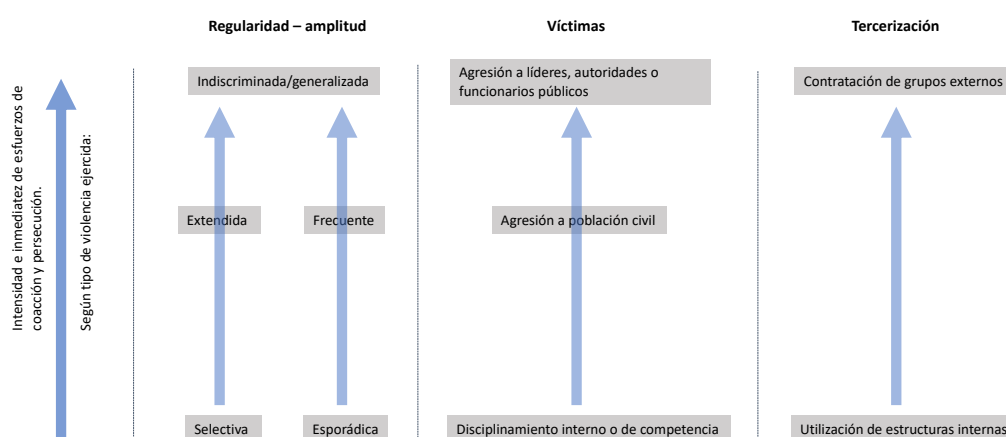 Regularidad – amplitud
Víctimas
Tercerización
Intensidad e inmediatez de esfuerzos de
coacción y persecución.
Según tipo de violencia ejercida:
Indiscriminada/generalizada
Agresión a líderes, autoridades o
funcionarios públicos
Contratación de grupos externos
Extendida
Frecuente
Agresión a población civil
Selectiva
Esporádica
Disciplinamiento interno o de competencia
Utilización de estructuras internas